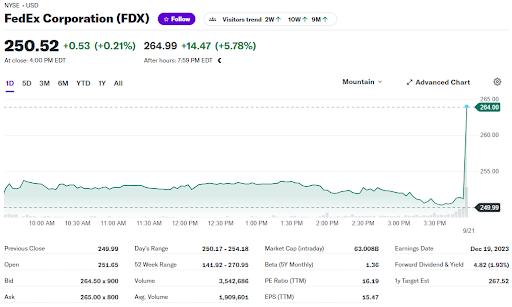 NYSE • USD
FedEx Corporation (FDX)
Follow
Visitors trend 2W↑ 10W↑ 9M↑
250.52 +0.53 (+0.21%) 264.99 +14.47 (+5.78%)
At close: 4:00 PM EDT After hours: 7:59 PM EDT
1D 5D 3M 6M YTD 1Y All
Mountain Advanced Chart
265.00
264.00
260.00
255.00
249.99
10:00 AM 10:30 AM 11:00 AM 11:30 AM 12:00 PM 12:30 PM 1:00 PM 1:30 PM 2:00 PM 2:30 PM 3:00 PM 3:30 PM 9/21
Previous Close 249.99 Day's Range 250.17 - 254.18 Market Cap (intraday) 63.008B Earnings Date Dec 19, 2023
Open 251.65 52 Week Range 141.92 - 270.95 Beta (5Y Monthly) 1.36 Forward Dividend & Yield 4.82 (1.93%)
Bid 264.50 x 900 Volume 3,542,686 PE Ratio (TTM) 16.19 1y Target Est 267.52
Ask 265.00 x 800 Avg. Volume 1,909,601 EPS (TTM) 15.47